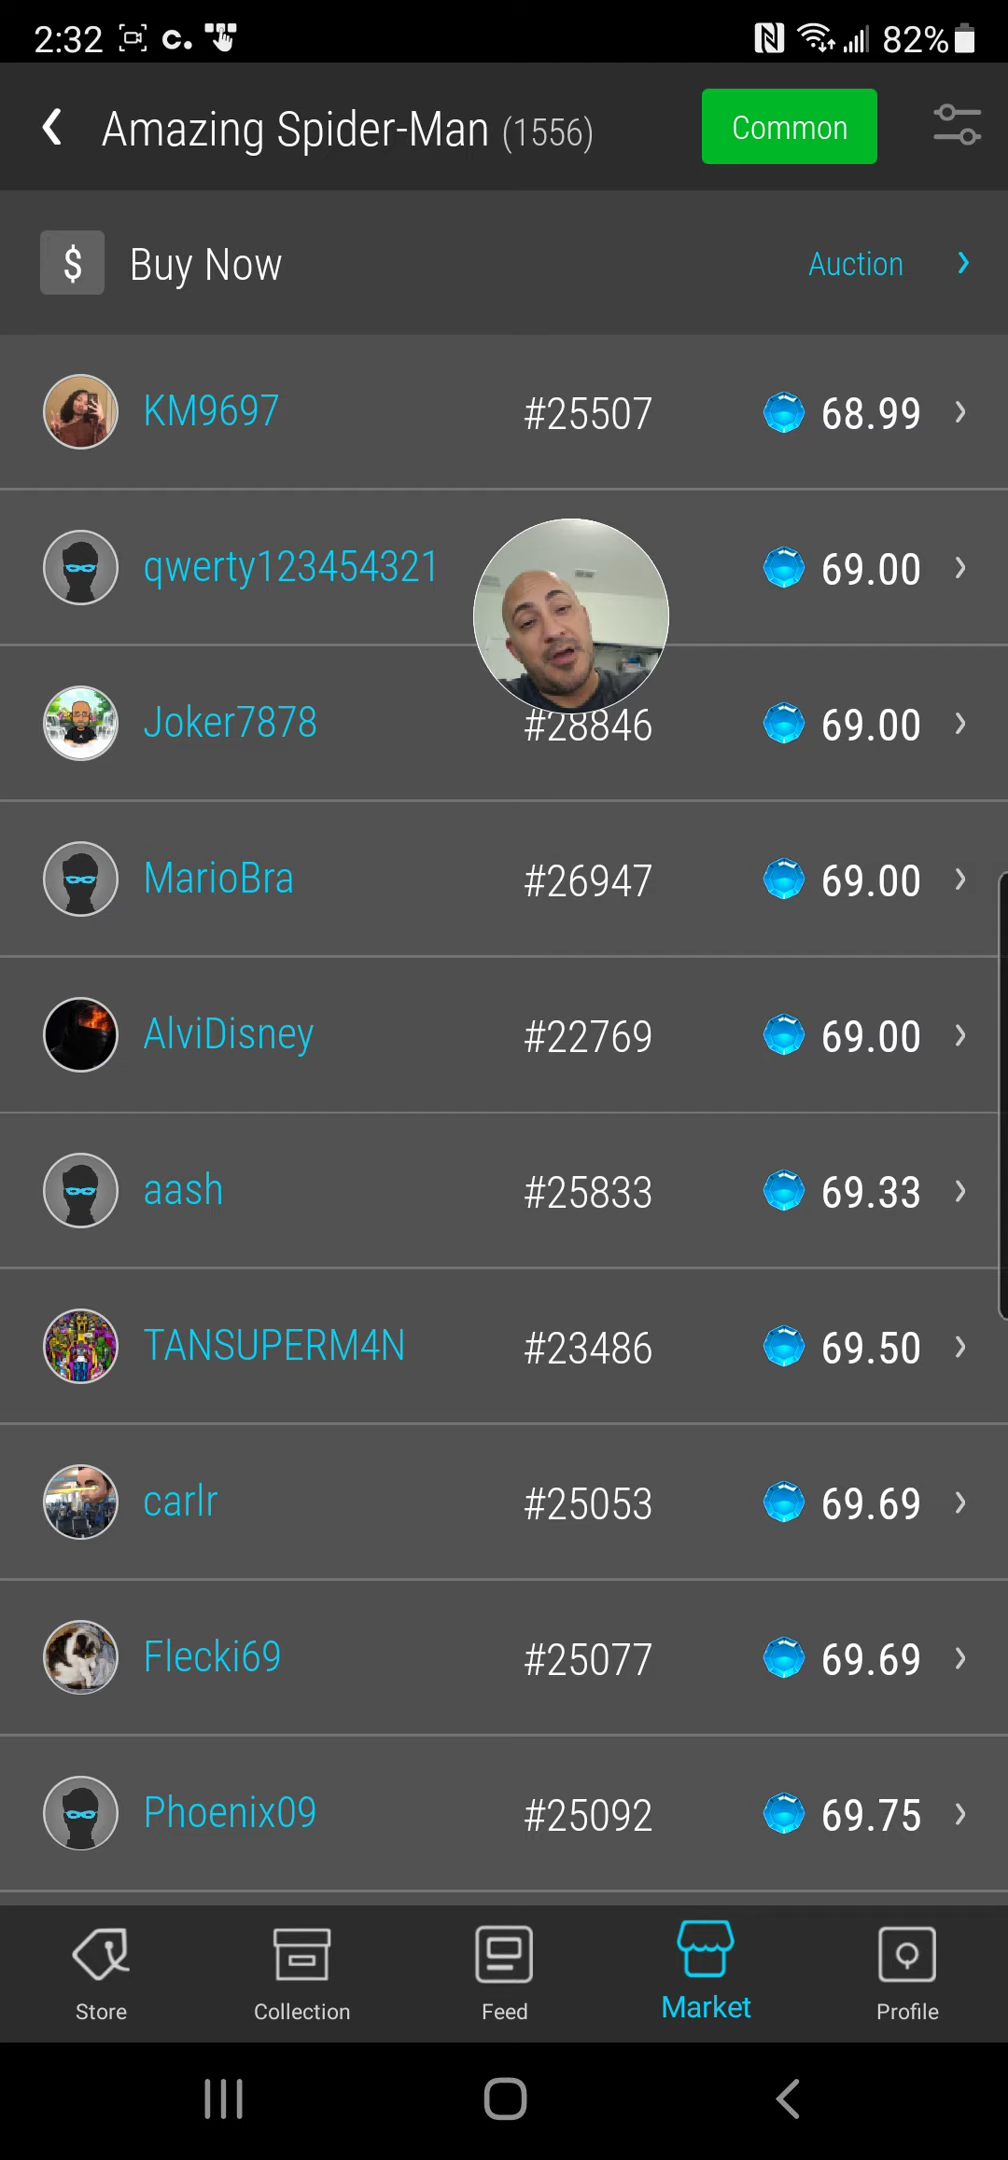 2:32 c. 82%
Amazing Spider-Man (1556) Common
$ Buy Now Auction
KM9697 #25507 68.99
qwerty123454321 69.00
Joker7878 #28846 69.00
MarioBra #26947 69.00
AlviDisney #22769 69.00
aash #25833 69.33
TANSUPERM4N #23486 69.50
carlr #25053 69.69
Flecki69 #25077 69.69
Phoenix09 #25092 69.75
Store Collection Feed Market Profile